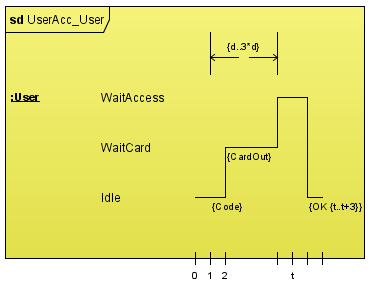 sd UserAcc_User
{d..3*d}
:User
WaitAccess
WaitCard
{CardOut}
Idle
{Code}
{OK {t..t+3}}
0 1 2 t